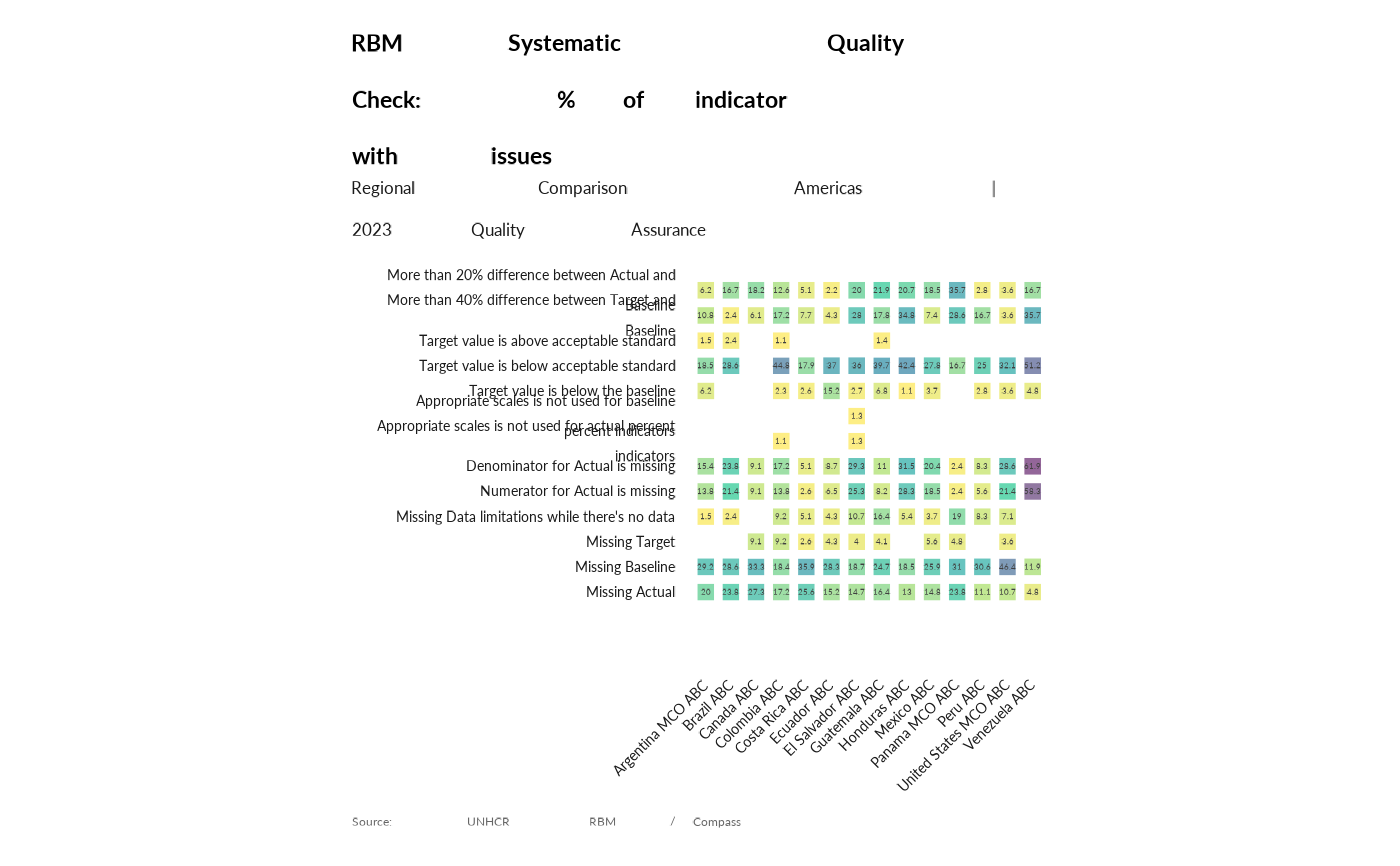 RBM Systematic Quality
Check: % of indicator
with issues
Regional Comparison Americas |
2023 Quality Assurance
More than 20% difference between Actual and
Baseline
6.2 16.7 18.2 12.6 5.1 2.2 20 21.9 20.7 18.5 35.7 2.8 3.6 16.7
More than 40% difference between Target and
Baseline
10.8 2.4 6.1 17.2 7.7 4.3 28 17.8 34.8 7.4 28.6 16.7 3.6 35.7
Target value is above acceptable standard 1.5 2.4 1.1 1.4
Target value is below acceptable standard 18.5 28.6 44.8 17.9 37 36 39.7 42.4 27.8 16.7 25 32.1 51.2
Target value is below the baseline 6.2 2.3 2.6 15.2 2.7 6.8 1.1 3.7 2.8 3.6 4.8
Appropriate scales is not used for baseline
percent indicators
1.3
Appropriate scales is not used for actual percent
indicators
1.1 1.3
Denominator for Actual is missing 15.4 23.8 9.1 17.2 5.1 8.7 29.3 11 31.5 20.4 2.4 8.3 28.6 61.9
Numerator for Actual is missing 13.8 21.4 9.1 13.8 2.6 6.5 25.3 8.2 28.3 18.5 2.4 5.6 21.4 58.3
Missing Data limitations while there's no data 1.5 2.4 9.2 5.1 4.3 10.7 16.4 5.4 3.7 19 8.3 7.1
Missing Target 9.1 9.2 2.6 4.3 4 4.1 5.6 4.8 3.6
Missing Baseline 29.2 28.6 33.3 18.4 35.9 28.3 18.7 24.7 18.5 25.9 31 30.6 46.4 11.9
Missing Actual 20 23.8 27.3 17.2 25.6 15.2 14.7 16.4 13 14.8 23.8 11.1 10.7 4.8
Argentina MCO ABC
Brazil ABC
Canada ABC
Colombia ABC
Costa Rica ABC
Ecuador ABC
El Salvador ABC
Guatemala ABC
Honduras ABC
Mexico ABC
Panama MCO ABC
Peru ABC
United States MCO ABC
Venezuela ABC
Source: UNHCR RBM / Compass